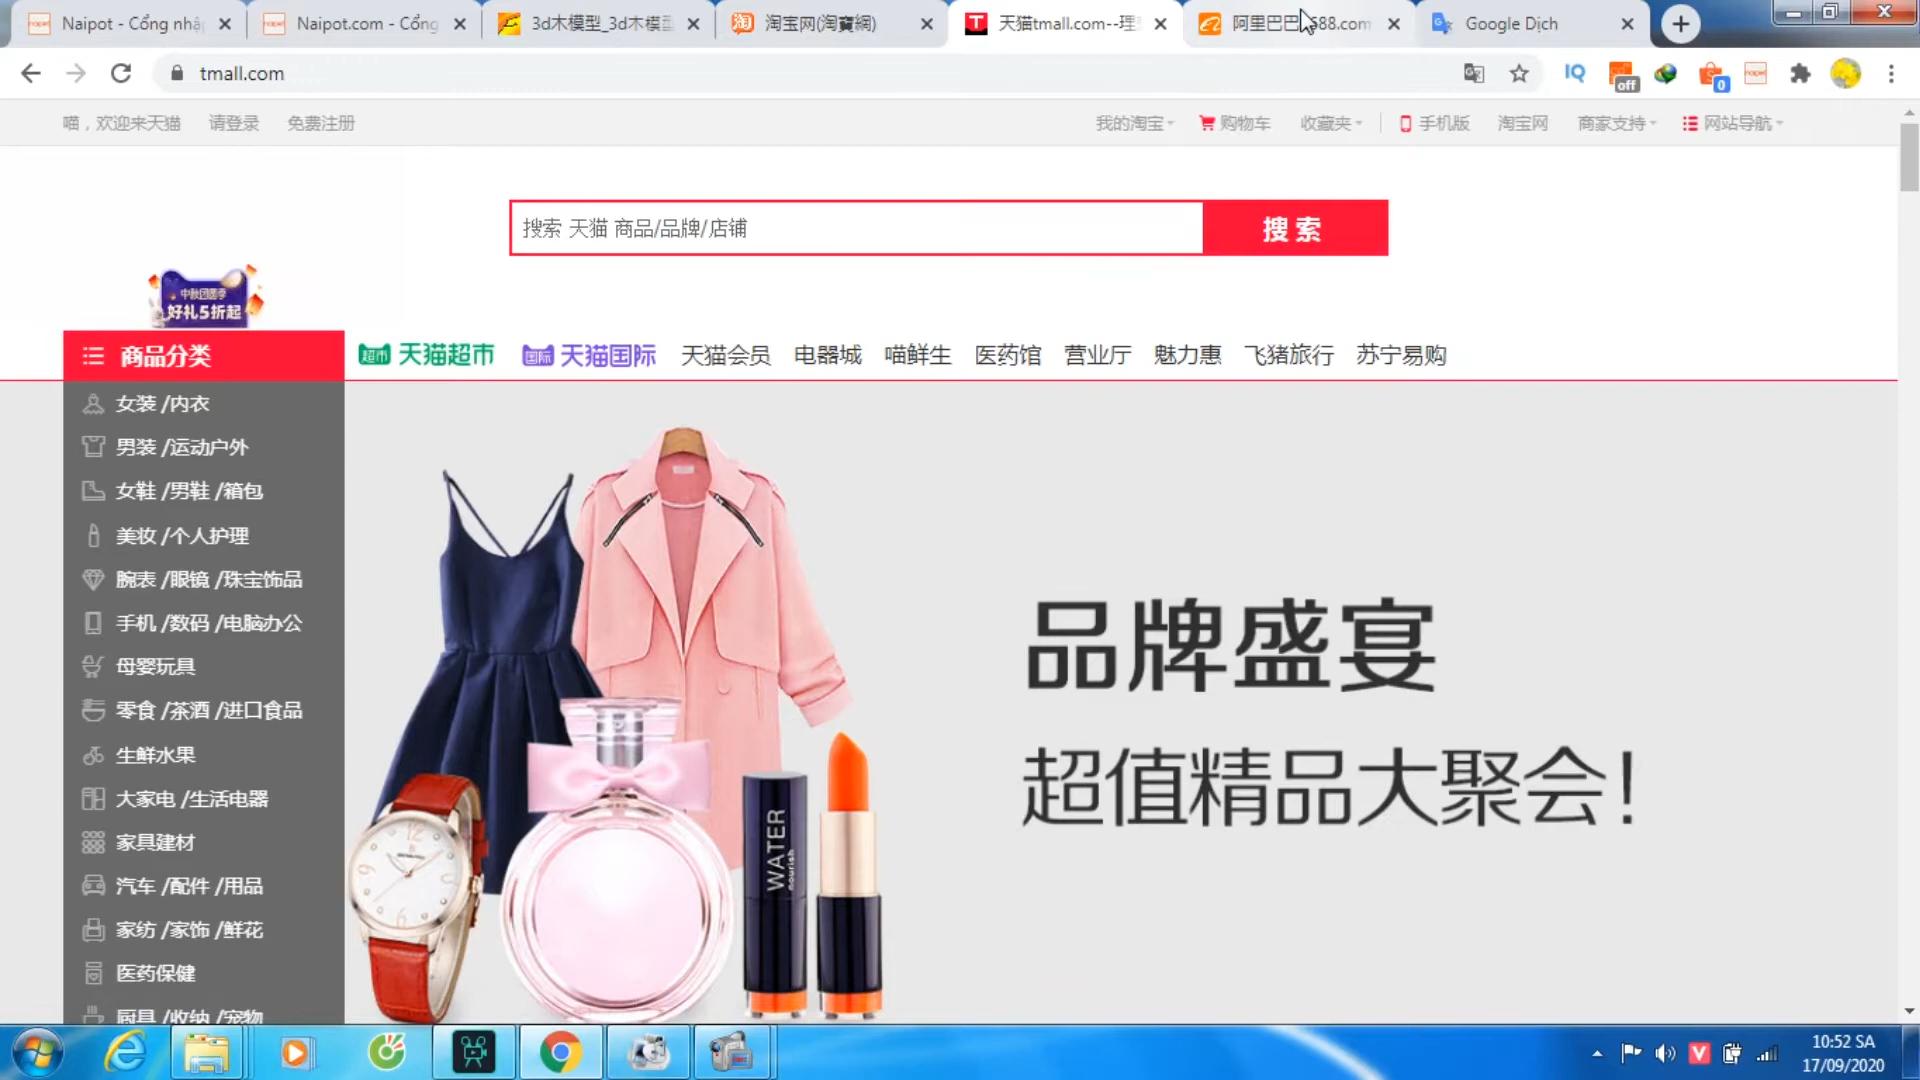 Naipot - Cổng nhập
Naipot.com - Cổng
3d木模型_3d木模
淘宝网(淘寶網)
天猫tmall.com--理
阿里巴巴1688.com
Google Dịch
tmall.com
IQ
off
0
喵，欢迎来天猫 请登录 免费注册
我的淘宝 购物车 收藏夹 手机版 淘宝网 商家支持 网站导航
搜索 天猫 商品/品牌/店铺
搜索
中秋团圆季
好礼5折起
商品分类
超市 天猫超市 国际 天猫国际 天猫会员 电器城 喵鲜生 医药馆 营业厅 魅力惠 飞猪旅行 苏宁易购
女装 /内衣
男装 /运动户外
女鞋 /男鞋 /箱包
美妆 /个人护理
腕表 /眼镜 /珠宝饰品
手机 /数码 /电脑办公
母婴玩具
零食 /茶酒 /进口食品
生鲜水果
大家电 /生活电器
家具建材
汽车 /配件 /用品
家纺 /家饰 /鲜花
医药保健
厨具 /收纳 /宠物
品牌盛宴
超值精品大聚会!
WATER
nourish
10:52 SA
17/09/2020